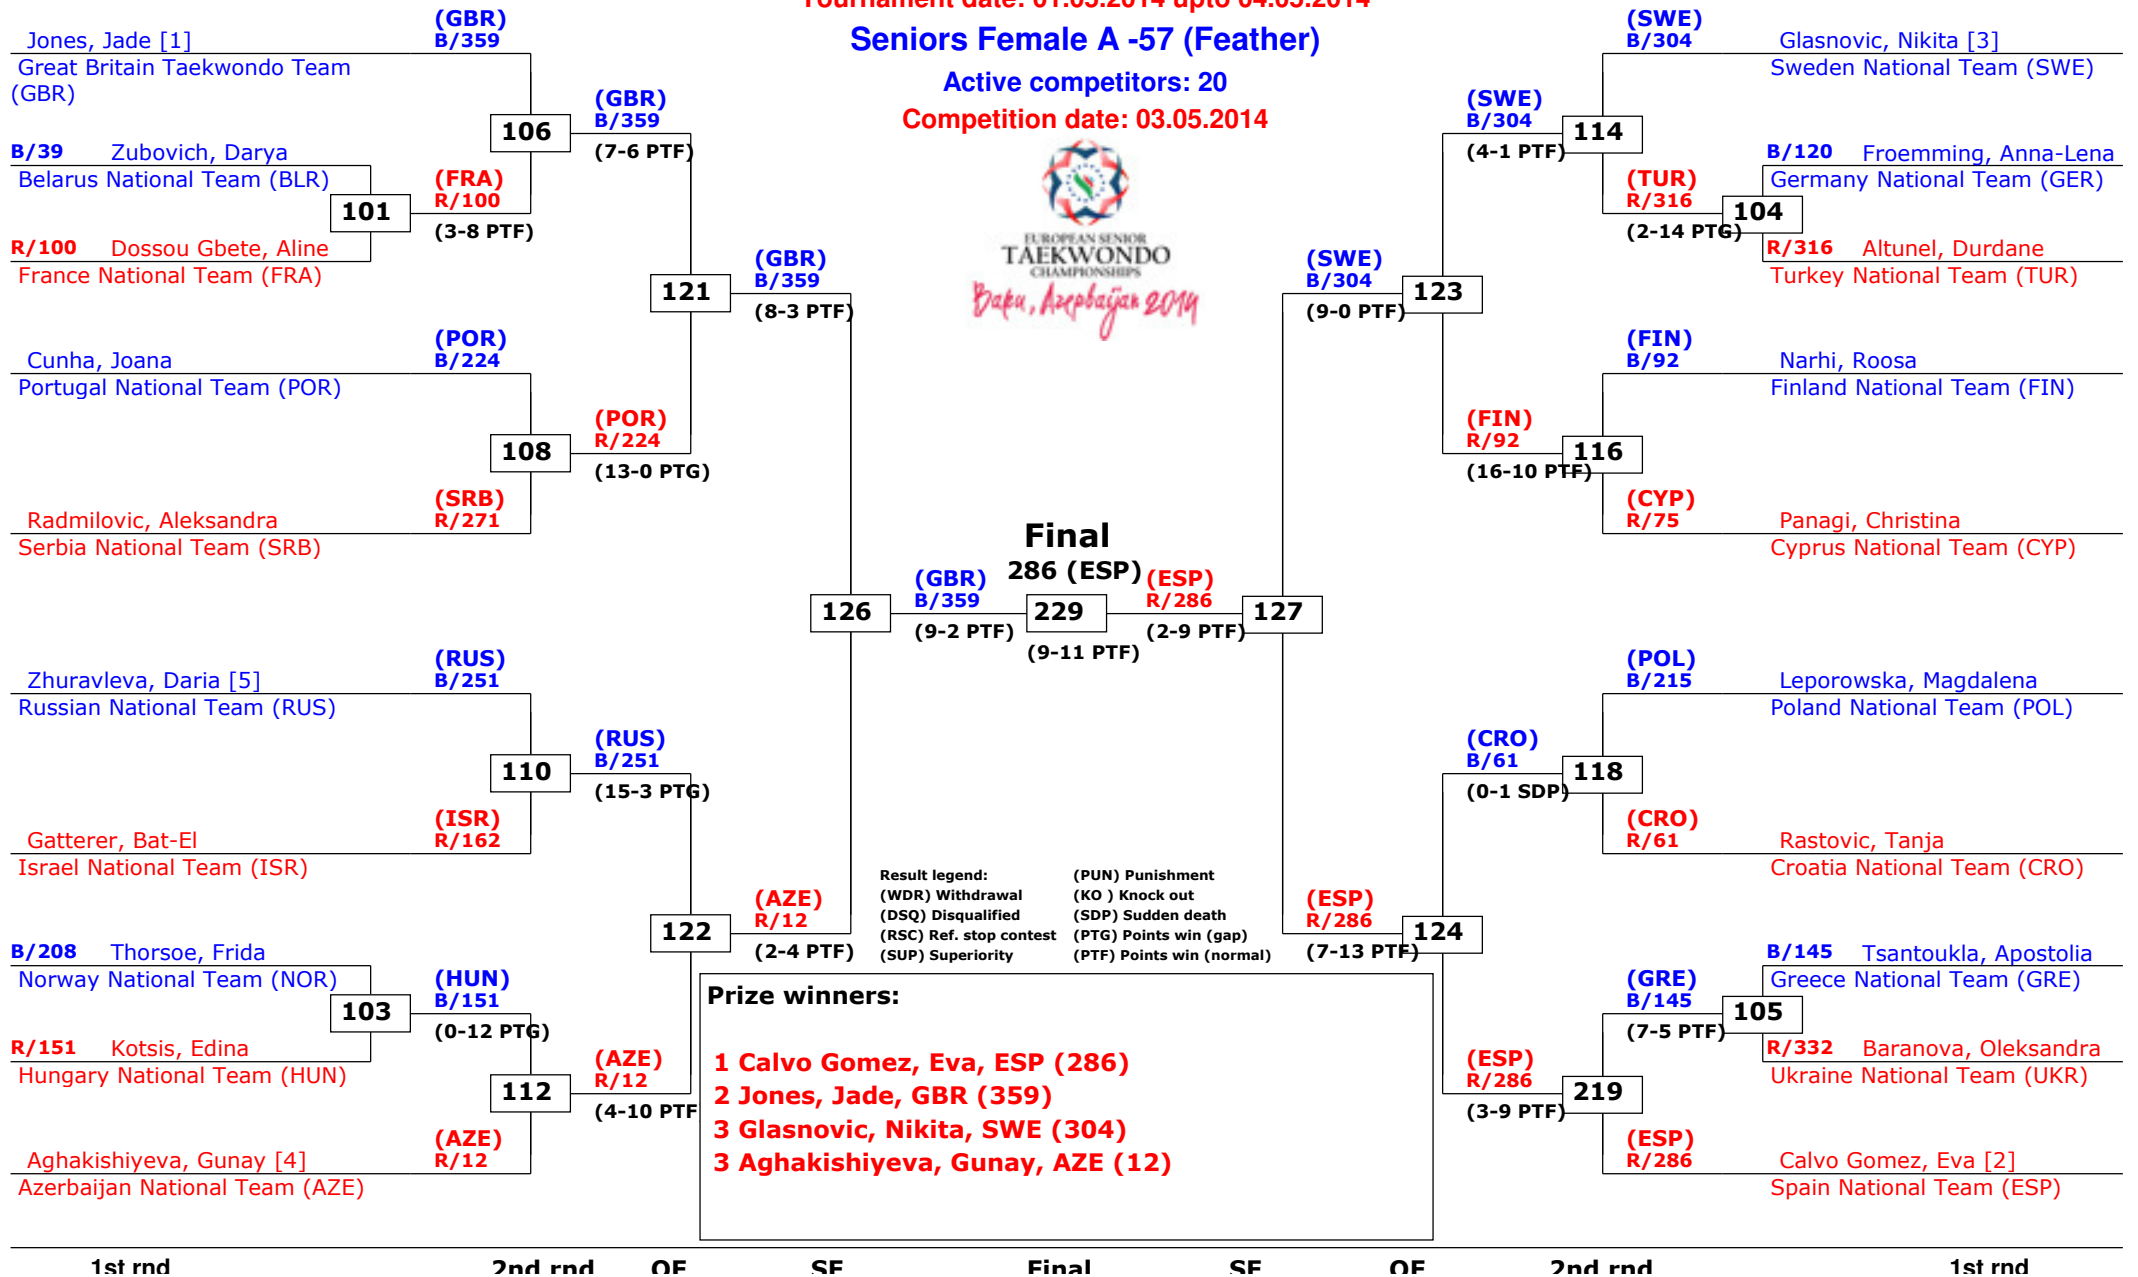 Tournament date: 01.05.2014 upto 04.05.2014
Seniors Female A -57 (Feather)
Active competitors: 20
Competition date: 03.05.2014
EUROPEAN SENIOR
TAEKWONDO
CHAMPIONSHIPS
Baku, Azerbaijan 2014
Jones, Jade [1]
Great Britain Taekwondo Team
(GBR)
(GBR)
B/359
B/39 Zubovich, Darya
Belarus National Team (BLR)
101
R/100 Dossou Gbete, Aline
France National Team (FRA)
(FRA)
R/100
(3-8 PTF)
106
(GBR)
B/359
(7-6 PTF)
Cunha, Joana
Portugal National Team (POR)
(POR)
B/224
108
Radmilovic, Aleksandra
Serbia National Team (SRB)
(SRB)
R/271
(POR)
R/224
(13-0 PTG)
121
(GBR)
B/359
(8-3 PTF)
Zhuravleva, Daria [5]
Russian National Team (RUS)
(RUS)
B/251
110
Gatterer, Bat-El
Israel National Team (ISR)
(ISR)
R/162
(RUS)
B/251
(15-3 PTG)
B/208 Thorsoe, Frida
Norway National Team (NOR)
103
R/151 Kotsis, Edina
Hungary National Team (HUN)
(HUN)
B/151
(0-12 PTG)
112
Aghakishiyeva, Gunay [4]
Azerbaijan National Team (AZE)
(AZE)
R/12
(AZE)
R/12
(4-10 PTF
122
(AZE)
R/12
(2-4 PTF)
126
(GBR)
B/359
(9-2 PTF)
Final
286 (ESP)
229
(9-11 PTF)
(ESP)
R/286
(2-9 PTF)
127
(SWE)
B/304
(9-0 PTF)
123
(SWE)
B/304
(4-1 PTF)
114
(SWE)
B/304
Glasnovic, Nikita [3]
Sweden National Team (SWE)
(TUR)
R/316
(2-14 PTG)
104
B/120 Froemming, Anna-Lena
Germany National Team (GER)
R/316 Altunel, Durdane
Turkey National Team (TUR)
(FIN)
R/92
(16-10 PTF)
116
(FIN)
B/92
Narhi, Roosa
Finland National Team (FIN)
(CYP)
R/75
Panagi, Christina
Cyprus National Team (CYP)
(ESP)
R/286
(7-13 PTF)
124
(CRO)
B/61
(0-1 SDP)
118
(POL)
B/215
Leporowska, Magdalena
Poland National Team (POL)
(CRO)
R/61
Rastovic, Tanja
Croatia National Team (CRO)
(ESP)
R/286
(3-9 PTF)
219
(GRE)
B/145
(7-5 PTF)
105
B/145 Tsantoukla, Apostolia
Greece National Team (GRE)
R/332 Baranova, Oleksandra
Ukraine National Team (UKR)
(ESP)
R/286
Calvo Gomez, Eva [2]
Spain National Team (ESP)
Result legend: (PUN) Punishment
(WDR) Withdrawal (KO ) Knock out
(DSQ) Disqualified (SDP) Sudden death
(RSC) Ref. stop contest (PTG) Points win (gap)
(SUP) Superiority (PTF) Points win (normal)
Prize winners:
1 Calvo Gomez, Eva, ESP (286)
2 Jones, Jade, GBR (359)
3 Glasnovic, Nikita, SWE (304)
3 Aghakishiyeva, Gunay, AZE (12)
1st rnd 2nd rnd QF SF Final SF QF 2nd rnd 1st rnd